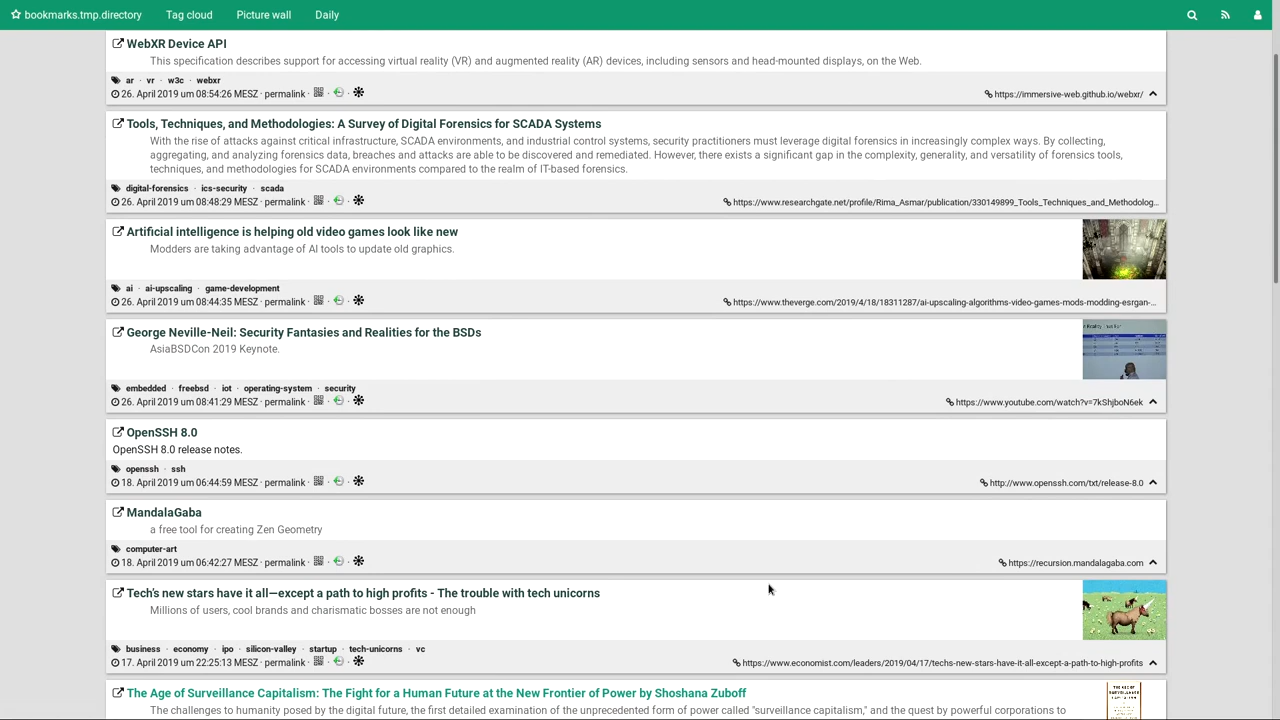 bookmarks.tmp.directory Tag cloud Picture wall Daily
WebXR Device API
This specification describes support for accessing virtual reality (VR) and augmented reality (AR) devices, including sensors and head-mounted displays, on the Web.
ar · vr · w3c · webxr
26. April 2019 um 08:54:26 MESZ · permalink · · · https://immersive-web.github.io/webxr/
Tools, Techniques, and Methodologies: A Survey of Digital Forensics for SCADA Systems
With the rise of attacks against critical infrastructure, SCADA environments, and industrial control systems, security practitioners must leverage digital forensics in increasingly complex ways. By collecting,
aggregating, and analyzing forensics data, breaches and attacks are able to be discovered and remediated. However, there exists a significant gap in the complexity, generality, and versatility of forensics tools,
techniques, and methodologies for SCADA environments compared to the realm of IT-based forensics.
digital-forensics · ics-security · scada
26. April 2019 um 08:48:29 MESZ · permalink · · · https://www.researchgate.net/profile/Rima_Asmar/publication/330149899_Tools_Techniques_and_Methodolog…
Artificial intelligence is helping old video games look like new
Modders are taking advantage of AI tools to update old graphics.
ai · ai-upscaling · game-development
26. April 2019 um 08:44:35 MESZ · permalink · · · https://www.theverge.com/2019/4/18/18311287/ai-upscaling-algorithms-video-games-mods-modding-esrgan-…
George Neville-Neil: Security Fantasies and Realities for the BSDs
AsiaBSDCon 2019 Keynote.
embedded · freebsd · iot · operating-system · security
26. April 2019 um 08:41:29 MESZ · permalink · · · https://www.youtube.com/watch?v=7kShjboN6ek
OpenSSH 8.0
OpenSSH 8.0 release notes.
openssh · ssh
18. April 2019 um 06:44:59 MESZ · permalink · · · http://www.openssh.com/txt/release-8.0
MandalaGaba
a free tool for creating Zen Geometry
computer-art
18. April 2019 um 06:42:27 MESZ · permalink · · · https://recursion.mandalagaba.com
Tech's new stars have it all—except a path to high profits - The trouble with tech unicorns
Millions of users, cool brands and charismatic bosses are not enough
business · economy · ipo · silicon-valley · startup · tech-unicorns · vc
17. April 2019 um 22:25:13 MESZ · permalink · · · https://www.economist.com/leaders/2019/04/17/techs-new-stars-have-it-all-except-a-path-to-high-profits
The Age of Surveillance Capitalism: The Fight for a Human Future at the New Frontier of Power by Shoshana Zuboff
The challenges to humanity posed by the digital future, the first detailed examination of the unprecedented form of power called "surveillance capitalism," and the quest by powerful corporations to